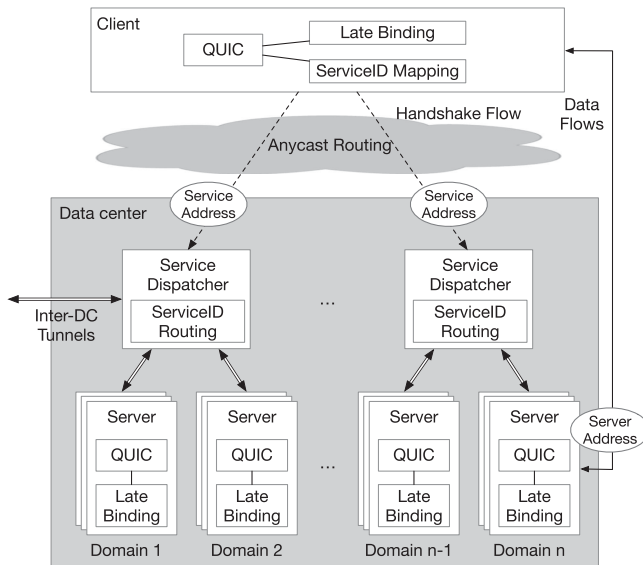 Client
QUIC
Late Binding
ServiceID Mapping
Handshake Flow
Data
Flows
Anycast Routing
Service
Address
Service
Address
Data center
Service
Dispatcher
ServiceID
Routing
...
Service
Dispatcher
ServiceID
Routing
Inter-DC
Tunnels
Server
QUIC
Late
Binding
Server
QUIC
Late
Binding
...
Server
QUIC
Late
Binding
Server
QUIC
Late
Binding
Server
Address
Domain 1
Domain 2
Domain n-1
Domain n